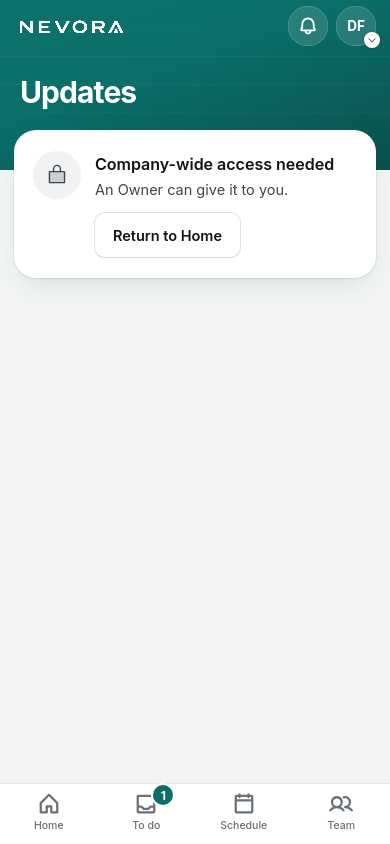 NEVORA
DF
Updates
Company-wide access needed
An Owner can give it to you.
Return to Home
1
Home
To do
Schedule
Team